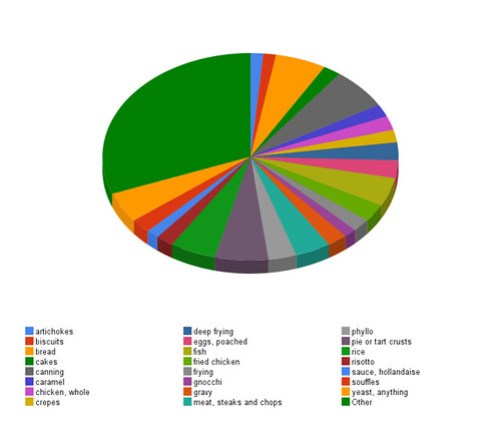 artichokes
biscuits
bread
cakes
canning
caramel
chicken, whole
crepes
deep frying
eggs, poached
fish
fried chicken
frying
gnocchi
gravy
meat, steaks and chops
phyllo
pie or tart crusts
rice
risotto
sauce, hollandaise
souffles
yeast, anything
Other